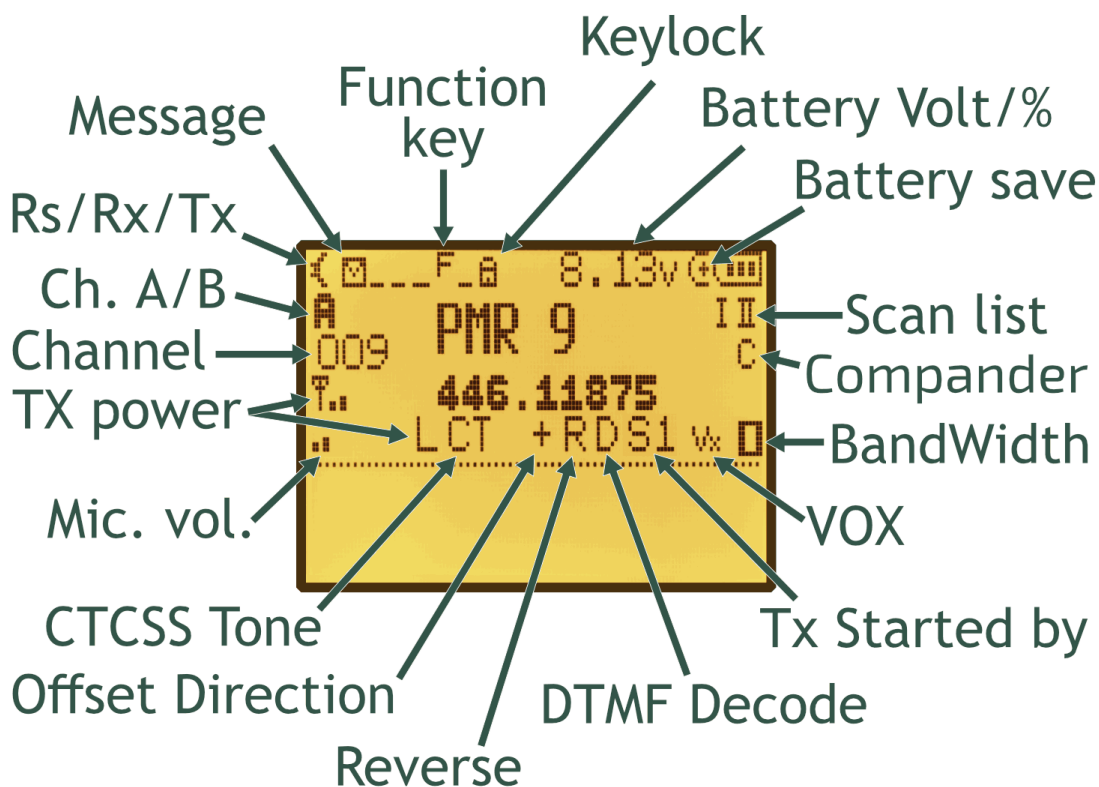 Keylock
Function
key
Battery Volt/%
Message
Battery save
Rs/Rx/Tx
F
8.13v
Ch. A/B
A
PMR 9
I II
Scan list
Channel
009
C
Compander
TX power
446.11875
L CT + R D S1 Vx
BandWidth
Mic. vol.
VOX
CTCSS Tone
Tx Started by
Offset Direction
DTMF Decode
Reverse